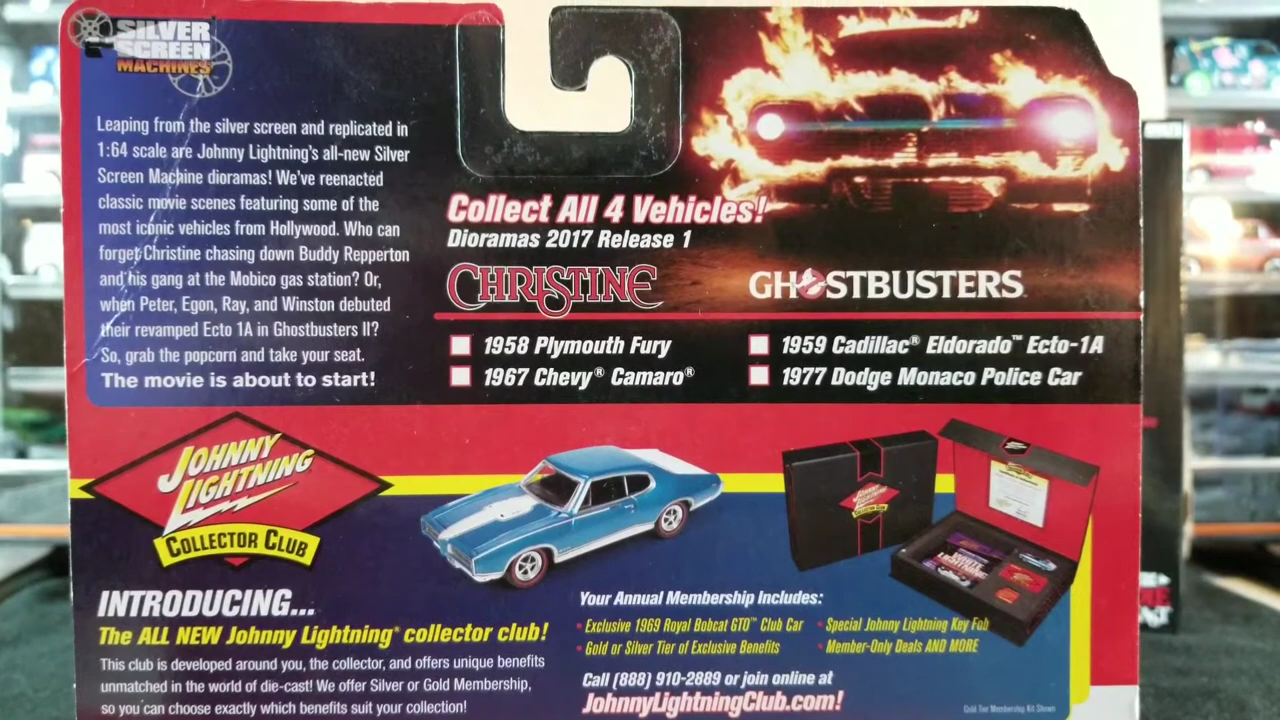 SILVER
SCREEN
MACHINES
Leaping from the silver screen and replicated in
1:64 scale are Johnny Lightning's all-new Silver
Screen Machine dioramas! We've reenacted
classic movie scenes featuring some of the
most iconic vehicles from Hollywood. Who can
forget Christine chasing down Buddy Repperton
and his gang at the Mobico gas station? Or,
when Peter, Egon, Ray, and Winston debuted
their revamped Ecto 1A in Ghostbusters II?
So, grab the popcorn and take your seat.
The movie is about to start!
Collect All 4 Vehicles!
Dioramas 2017 Release 1
CHRISTINE
1958 Plymouth Fury
1967 Chevy® Camaro®
GHOSTBUSTERS
1959 Cadillac® Eldorado™ Ecto-1A
1977 Dodge Monaco Police Car
JOHNNY
LIGHTNING
COLLECTOR CLUB
JOHNNY
LIGHTNING
COLLECTOR CLUB
INTRODUCING...
The ALL NEW Johnny Lightning® collector club!
This club is developed around you, the collector, and offers unique benefits
unmatched in the world of die-cast! We offer Silver or Gold Membership,
so you can choose exactly which benefits suit your collection!
Your Annual Membership Includes:
• Exclusive 1969 Royal Bobcat GTO™ Club Car
• Gold or Silver Tier of Exclusive Benefits
• Special Johnny Lightning Key Fob
• Member-Only Deals AND MORE
Call (888) 910-2889 or join online at
JohnnyLightningClub.com!
Gold Tier Membership Kit Shown